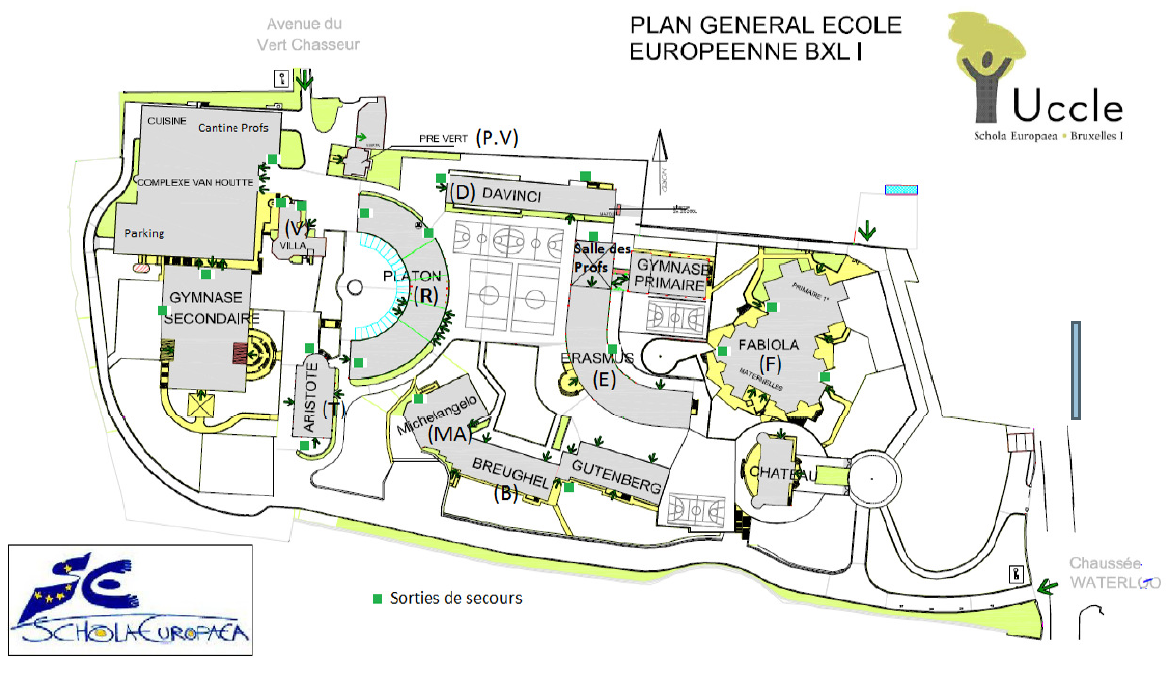 Avenue du
Vert Chasseur
PLAN GENERAL ECOLE
EUROPEENNE BXL I
Uccle
Schola Europaea • Bruxelles I
CUISINE
Cantine Profs
PRE VERT (P.V)
COMPLEXE VAN HOUTTE
(D) DAVINCI
Parking
(V)
VILLA
Salle des
Profs
GYMNASE
PRIMAIRE
PLATON
(R)
GYMNASE
SECONDAIRE
PRIMAIRE 1°
FABIOLA
(F)
MATERNELLES
ERASMUS
(E)
ARISTOTE
(T)
Michelangelo
(MA)
BREUGHEL
(B)
GUTENBERG
CHATEAU
Chaussée
WATERLOO
Sorties de secours
SCHOLA EUROPAEA